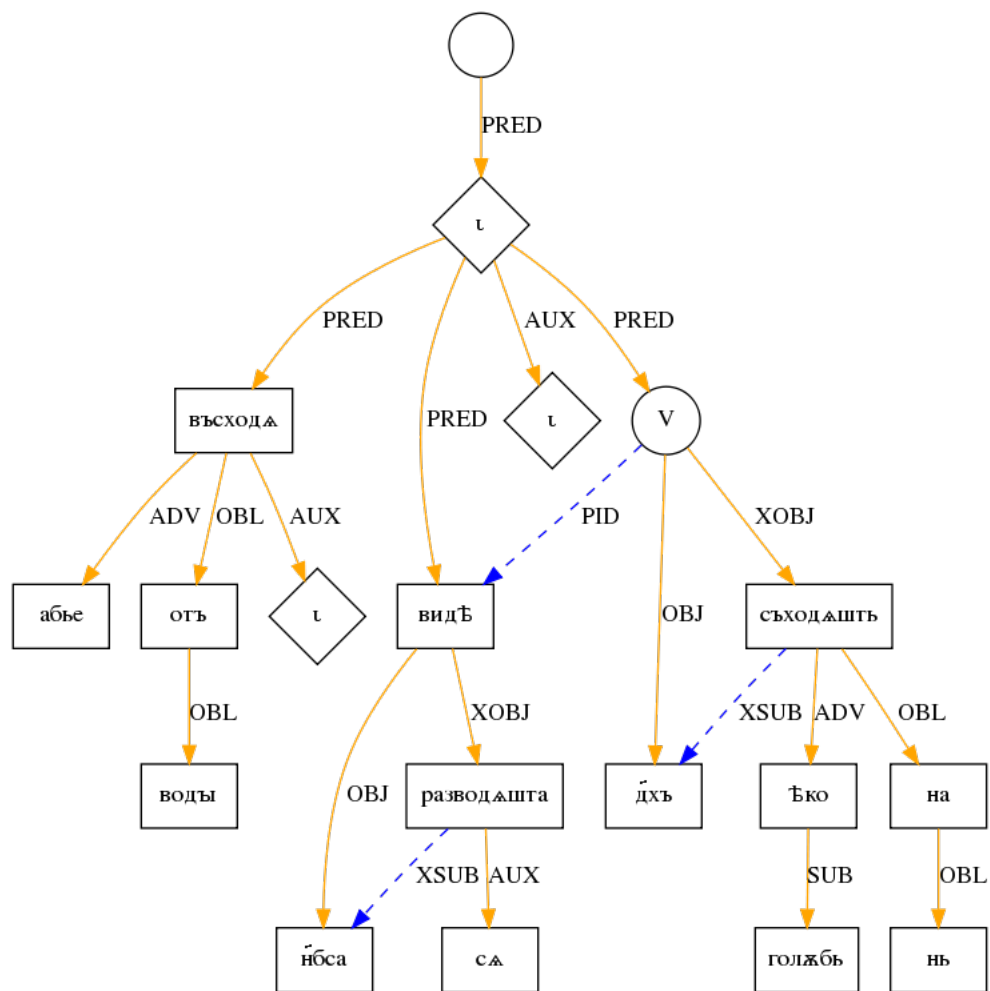 PRED
ι
PRED AUX PRED
PRED
въсходѧ ι V
ADV OBL AUX PID XOBJ
абье отъ ι видѣ OBJ съходѧшть
OBL XOBJ XSUB ADV OBL
водꙑ OBJ разводѧшта д҃хъ ѣко на
XSUB AUX SUB OBL
н҃бса сѧ голѫбь нь